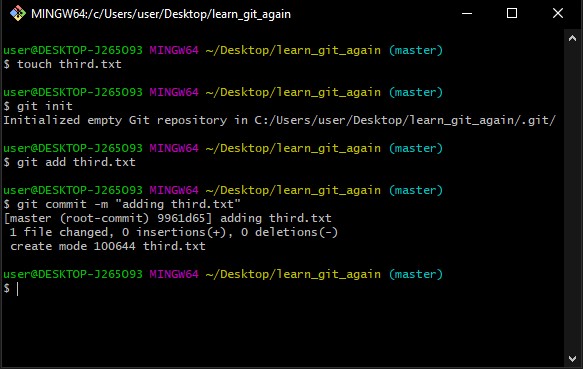 MINGW64:/c/Users/user/Desktop/learn_git_again
user@DESKTOP-J265O93 MINGW64 ~/Desktop/learn_git_again (master)
$ touch third.txt
user@DESKTOP-J265O93 MINGW64 ~/Desktop/learn_git_again (master)
$ git init
Initialized empty Git repository in C:/Users/user/Desktop/learn_git_again/.git/
user@DESKTOP-J265O93 MINGW64 ~/Desktop/learn_git_again (master)
$ git add third.txt
user@DESKTOP-J265O93 MINGW64 ~/Desktop/learn_git_again (master)
$ git commit -m "adding third.txt"
[master (root-commit) 9961d65] adding third.txt
 1 file changed, 0 insertions(+), 0 deletions(-)
 create mode 100644 third.txt
user@DESKTOP-J265O93 MINGW64 ~/Desktop/learn_git_again (master)
$